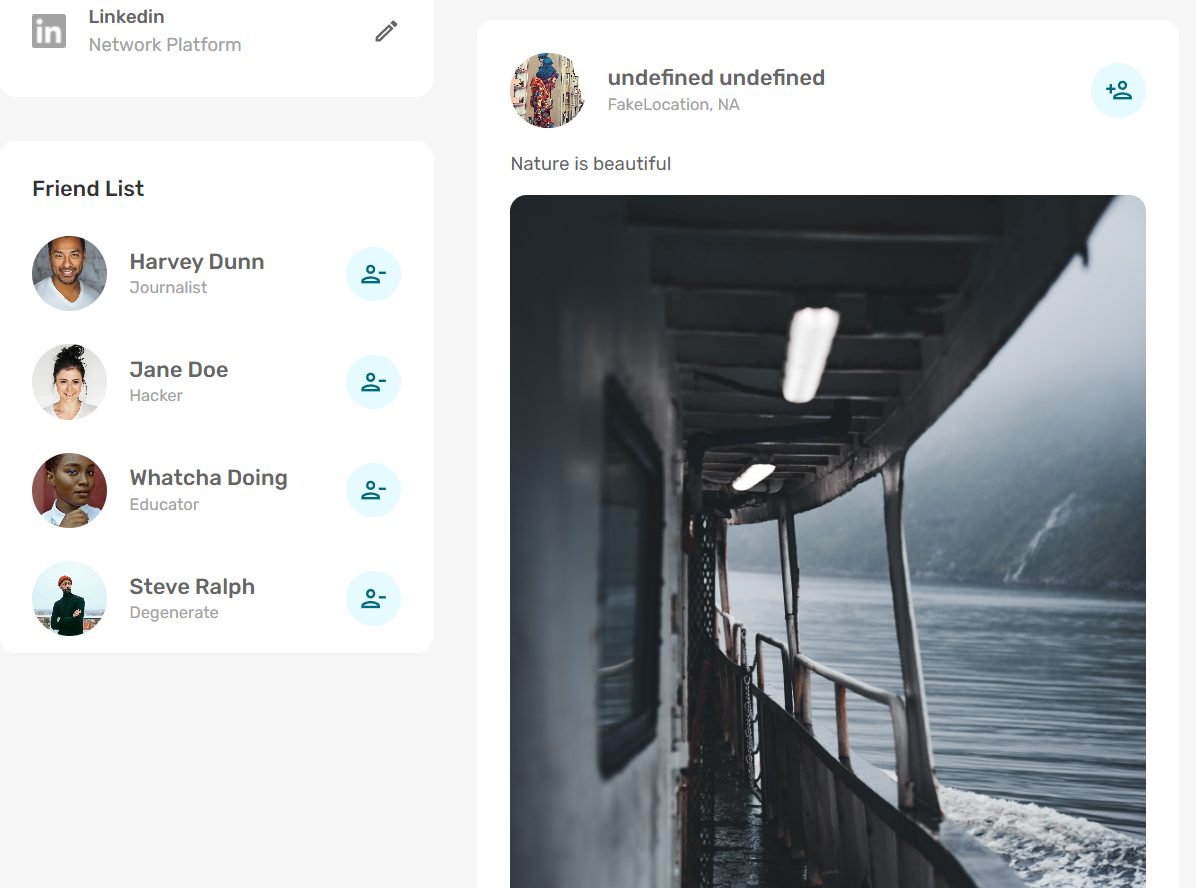 in
Linkedin
Network Platform
Friend List
Harvey Dunn
Journalist
Jane Doe
Hacker
Whatcha Doing
Educator
Steve Ralph
Degenerate
undefined undefined
FakeLocation, NA
Nature is beautiful